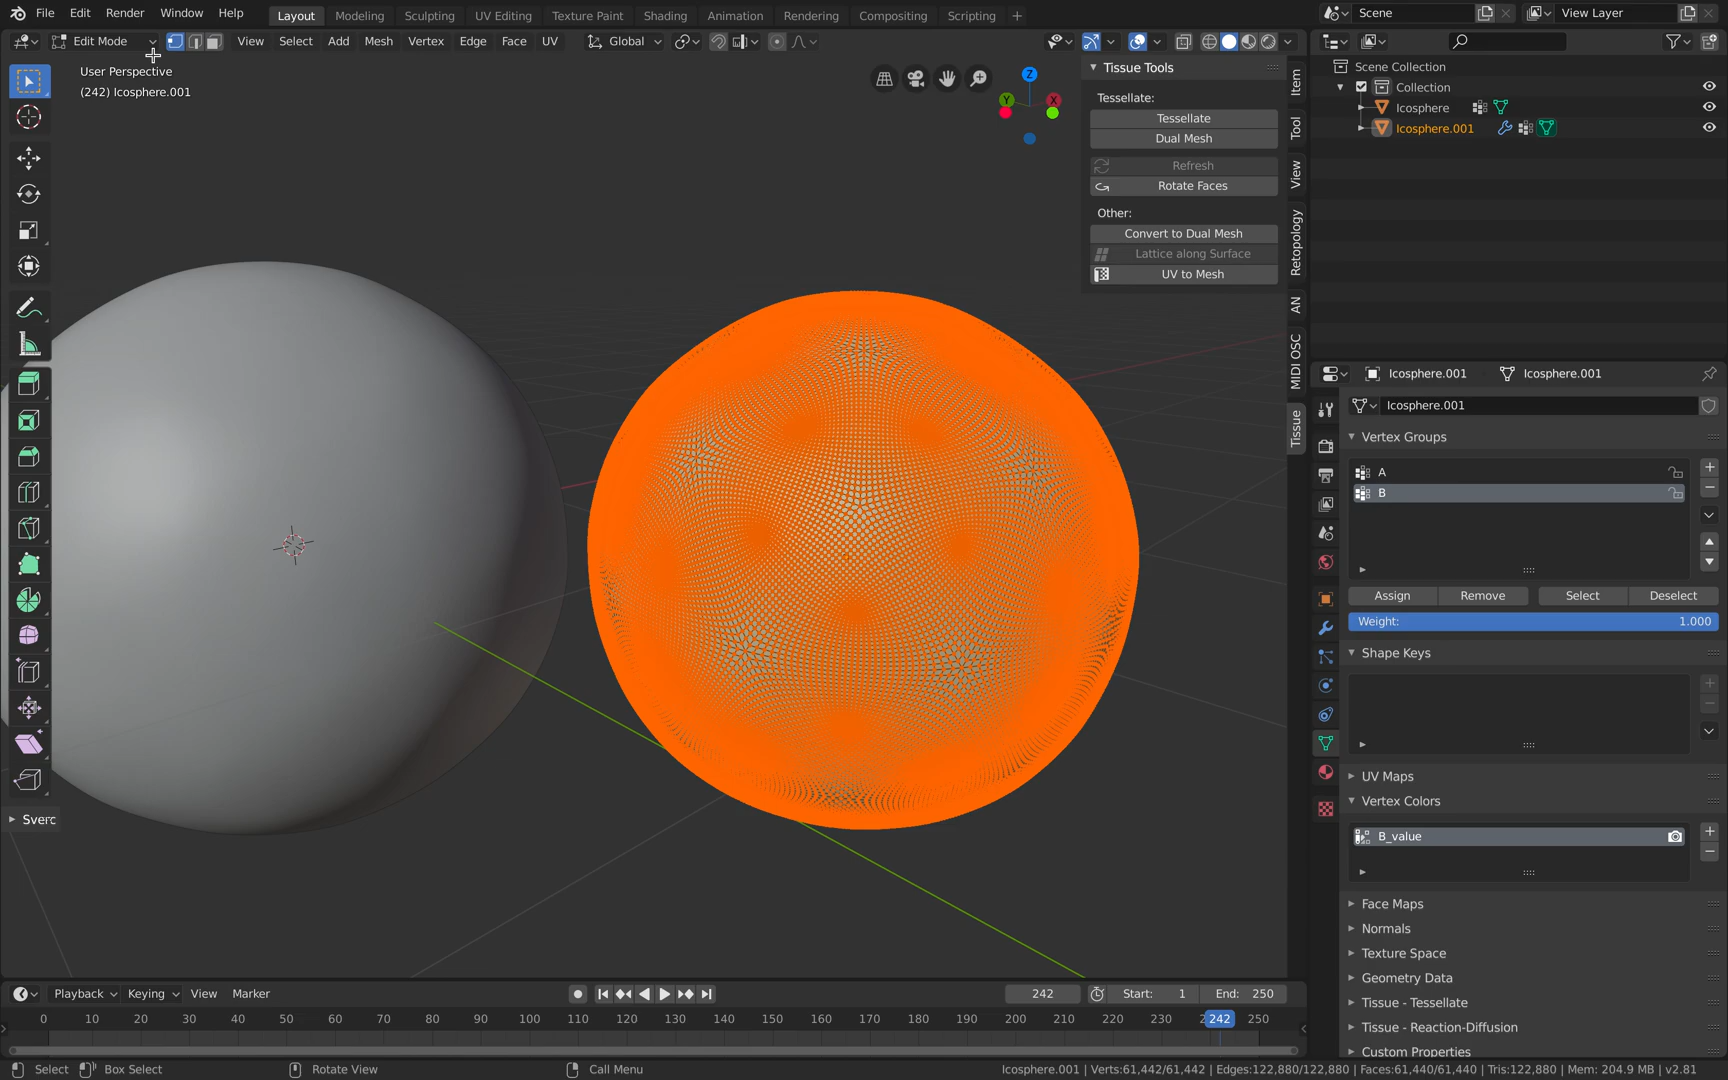 File Edit Render Window Help Layout Modeling Sculpting UV Editing Texture Paint Shading Animation Rendering Compositing Scripting + Scene View Layer
Edit Mode View Select Add Mesh Vertex Edge Face UV Global
User Perspective
(242) Icosphere.001
Tissue Tools
Tessellate:
Tessellate
Dual Mesh
Refresh
Rotate Faces
Other:
Convert to Dual Mesh
Lattice along Surface
UV to Mesh
Z
Y
X
Item
Tool
View
Retopology
AN
MIDI OSC
Tissue
Sverc
Scene Collection
Collection
Icosphere
Icosphere.001
Icosphere.001 Icosphere.001
Icosphere.001
Vertex Groups
A
B
Assign Remove Select Deselect
Weight: 1.000
Shape Keys
UV Maps
Vertex Colors
B_value
Face Maps
Normals
Texture Space
Geometry Data
Tissue - Tessellate
Tissue - Reaction-Diffusion
Custom Properties
Playback Keying View Marker 242 Start: 1 End: 250
0 10 20 30 40 50 60 70 80 90 100 110 120 130 140 150 160 170 180 190 200 210 220 230 242 250
Select Box Select Rotate View Call Menu Icosphere.001 | Verts:61,442/61,442 | Edges:122,880/122,880 | Faces:61,440/61,440 | Tris:122,880 | Mem: 204.9 MB | v2.81